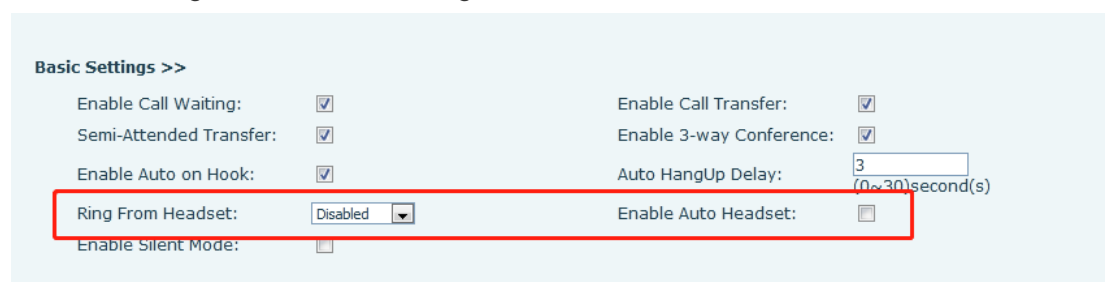 Basic Settings >>
Enable Call Waiting: Enable Call Transfer:
Semi-Attended Transfer: Enable 3-way Conference:
Enable Auto on Hook: Auto HangUp Delay: 3
(0~30)second(s)
Ring From Headset: Disabled Enable Auto Headset:
Enable Silent Mode: